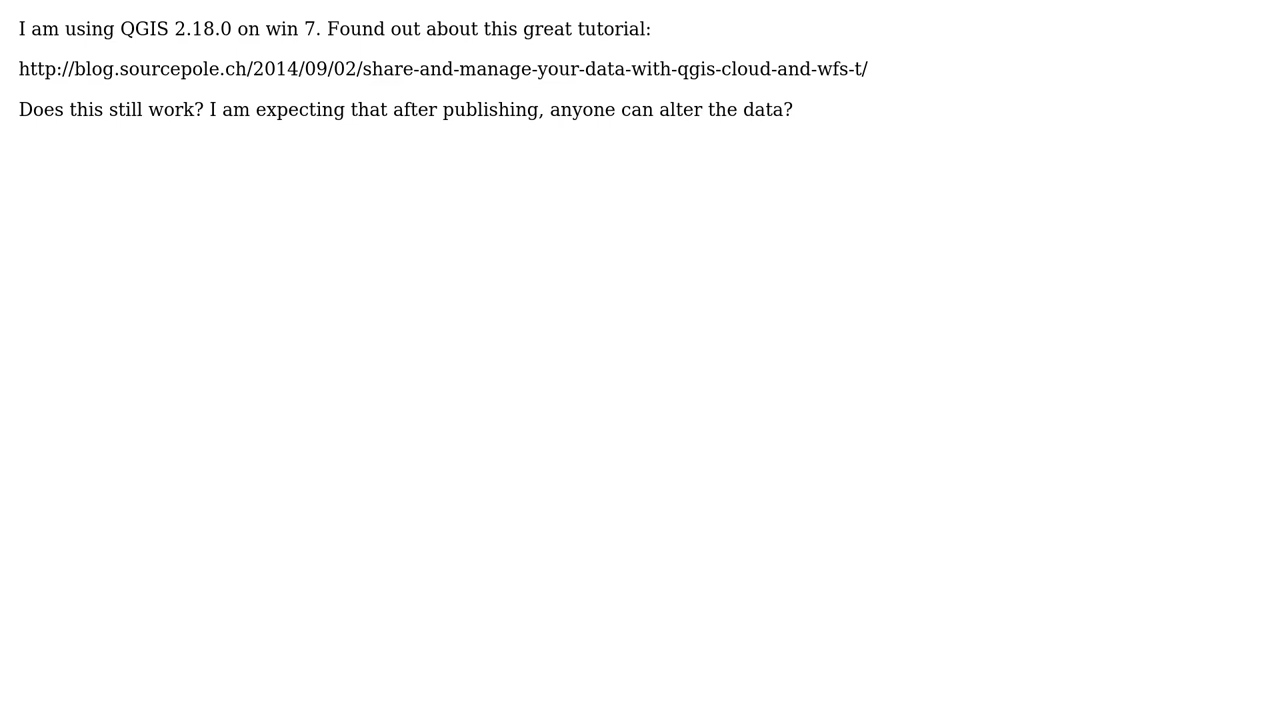 I am using QGIS 2.18.0 on win 7. Found out about this great tutorial:
http://blog.sourcepole.ch/2014/09/02/share-and-manage-your-data-with-qgis-cloud-and-wfs-t/
Does this still work? I am expecting that after publishing, anyone can alter the data?